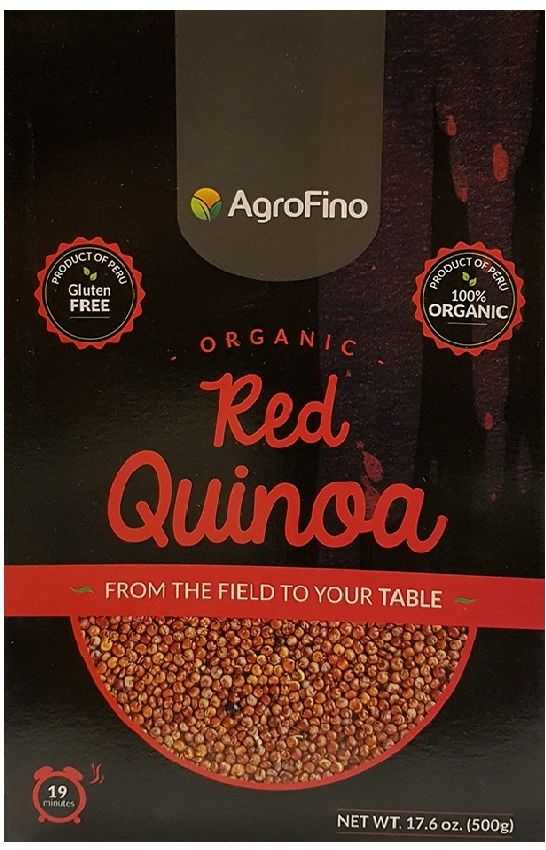 AgroFino
PRODUCT OF PERU
Gluten
FREE
PRODUCT OF PERU
100%
ORGANIC
ORGANIC
Red
Quinoa
FROM THE FIELD TO YOUR TABLE
19
minutes
NET WT. 17.6 oz. (500g)